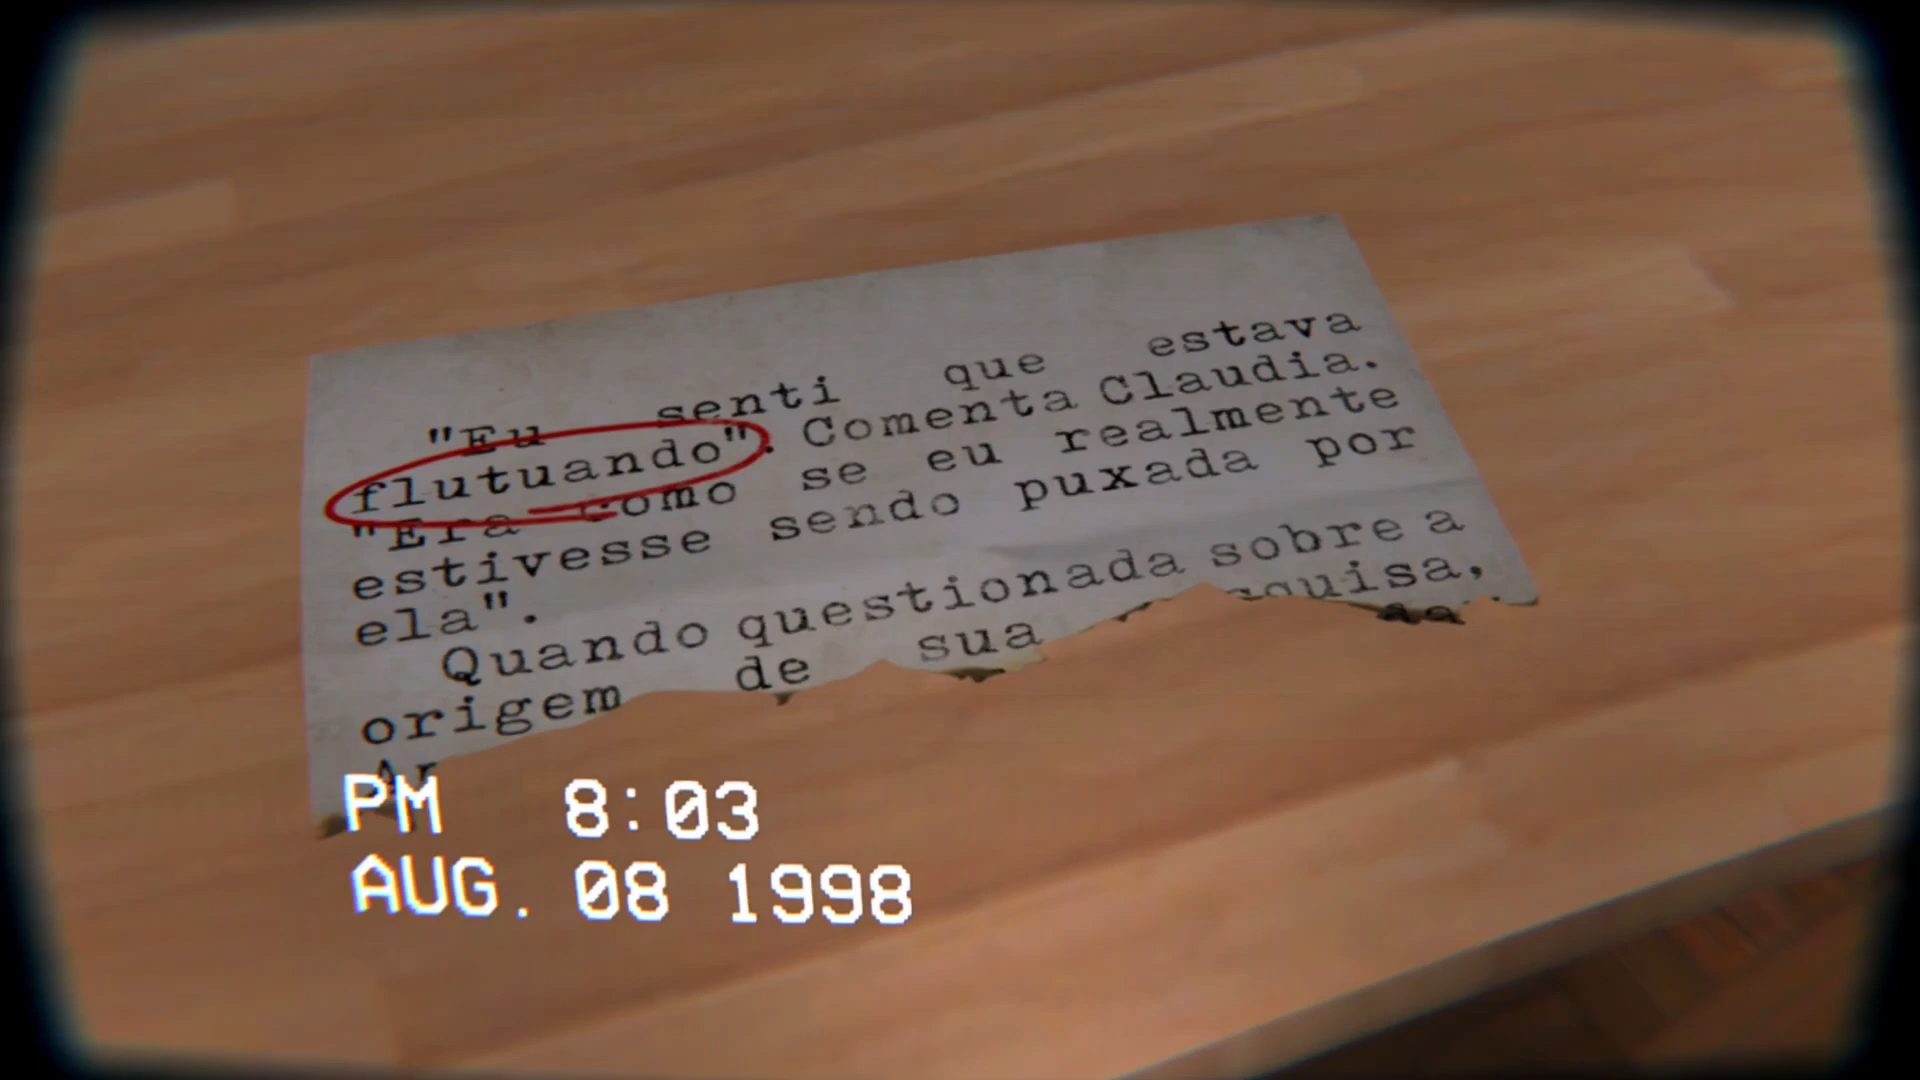 "Eu senti que estava
flutuando". Comenta Claudia.
"Era como se eu realmente
estivesse sendo puxada por
ela".
Quando questionada sobre a
origem de sua
PM 8:03
AUG. 08 1998